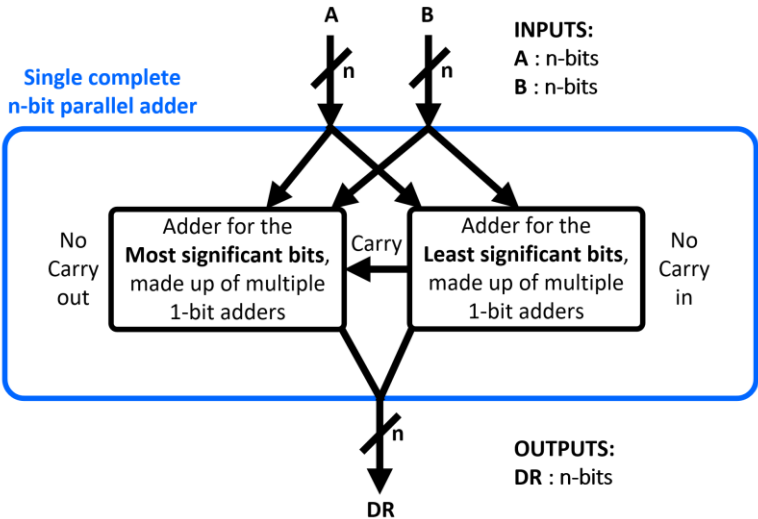 A
B
INPUTS:
A : n-bits
B : n-bits
n
n
Single complete
n-bit parallel adder
No
Carry
out
Adder for the
Most significant bits,
made up of multiple
1-bit adders
Carry
Adder for the
Least significant bits,
made up of multiple
1-bit adders
No
Carry
in
n
OUTPUTS:
DR : n-bits
DR